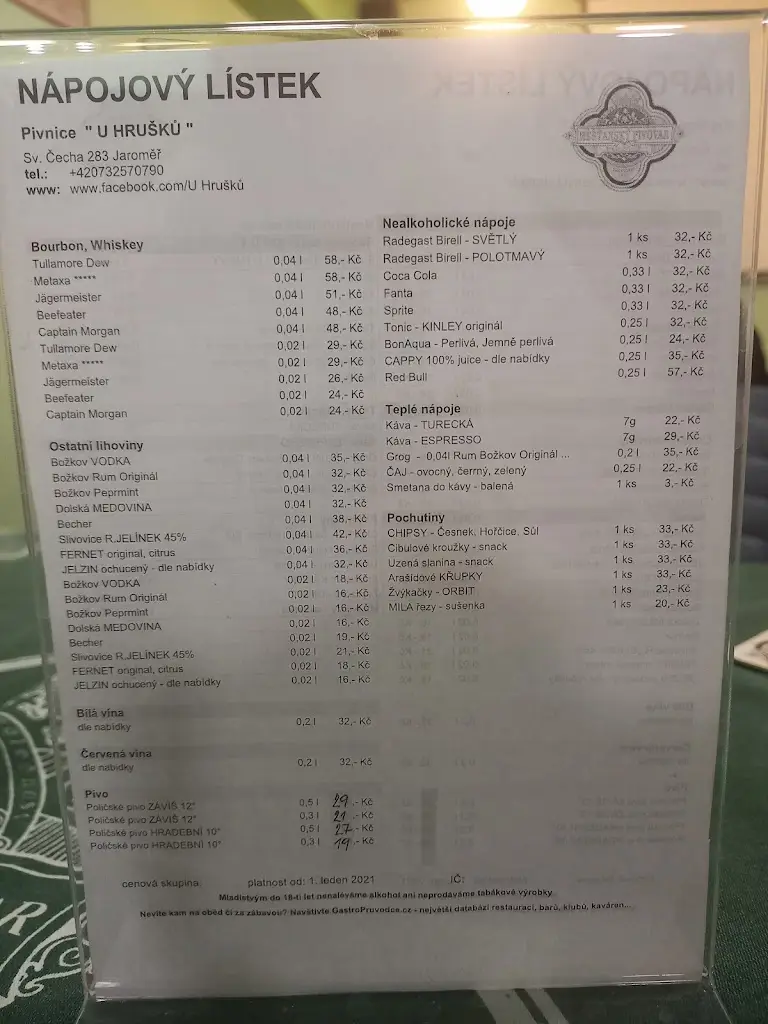 NÁPOJOVÝ LÍSTEK
MĚŠŤANSKÝ PIVOVAR
Pivnice " U HRUŠKŮ "
Sv. Čecha 283 Jaroměř
tel.: +420732570790
www: www.facebook.com/U Hrušků
Bourbon, Whiskey
Tullamore Dew 0,04 l 58,- Kč
Metaxa ***** 0,04 l 58,- Kč
Jägermeister 0,04 l 51,- Kč
Beefeater 0,04 l 48,- Kč
Captain Morgan 0,04 l 48,- Kč
Tullamore Dew 0,02 l 29,- Kč
Metaxa ***** 0,02 l 29,- Kč
Jägermeister 0,02 l 26,- Kč
Beefeater 0,02 l 24,- Kč
Captain Morgan 0,02 l 24,- Kč
Ostatní lihoviny
Božkov VODKA 0,04 l 35,- Kč
Božkov Rum Originál 0,04 l 32,- Kč
Božkov Peprmint 0,04 l 32,- Kč
Dolská MEDOVINA 0,04 l 32,- Kč
Becher 0,04 l 38,- Kč
Slivovice R.JELÍNEK 45% 0,04 l 42,- Kč
FERNET original, citrus 0,04 l 36,- Kč
JELZIN ochucený - dle nabídky 0,04 l 32,- Kč
Božkov VODKA 0,02 l 18,- Kč
Božkov Rum Originál 0,02 l 16,- Kč
Božkov Peprmint 0,02 l 16,- Kč
Dolská MEDOVINA 0,02 l 16,- Kč
Becher 0,02 l 19,- Kč
Slivovice R.JELÍNEK 45% 0,02 l 21,- Kč
FERNET original, citrus 0,02 l 18 - Kč
JELZIN ochucený - dle nabídky 0,02 l 16,- Kč
Bílá vína
dle nabídky 0,2 l 32,- Kč
Červená vína
dle nabídky 0,2 l 32,- Kč
Pivo
Poličské pivo ZÁVIŠ 12° 0,5 l 29,- Kč
Poličské pivo ZÁVIŠ 12° 0,3 l 21,- Kč
Poličské pivo HRADEBNÍ 10° 0,5 l 27,- Kč
Poličské pivo HRADEBNÍ 10° 0,3 l 19,- Kč
Nealkoholické nápoje
Radegast Birell - SVĚTLÝ 1 ks 32,- Kč
Radegast Birell - POLOTMAVÝ 1 ks 32,- Kč
Coca Cola 0,33 l 32,- Kč
Fanta 0,33 l 32,- Kč
Sprite 0,33 l 32,- Kč
Tonic - KINLEY originál 0,25 l 32,- Kč
BonAqua - Perlivá, Jemně perlivá 0,25 l 24,- Kč
CAPPY 100% juice - dle nabídky 0,25 l 35,- Kč
Red Bull 0,25 l 57,- Kč
Teplé nápoje
Káva - TURECKÁ 7g 22,- Kč
Káva - ESPRESSO 7g 29,- Kč
Grog - 0,04l Rum Božkov Originál ... 0,2 l 35,- Kč
ČAJ - ovocný, čerrný, zelený 0,25 l 22,- Kč
Smetana do kávy - balená 1 ks 3,- Kč
Pochutiny
CHIPSY - Česnek, Hořčice, Sůl 1 ks 33,- Kč
Cibulové kroužky - snack 1 ks 33,- Kč
Uzená slanina - snack 1 ks 33,- Kč
Arašídové KŘUPKY 1 ks 33,- Kč
Žvýkačky - ORBIT 1 ks 23,- Kč
MILA řezy - sušenka 1 ks 20,- Kč
cenová skupina: platnost od: 1. leden 2021 IČ:
Mladistvým do 18-ti let nenaléváme alkohol ani neprodáváme tabákové výrobky.
Nevíte kam na oběd či za zábavou? Navštivte GastroPruvodce.cz - největší databází restaurací, barů, klubů, kaváren....